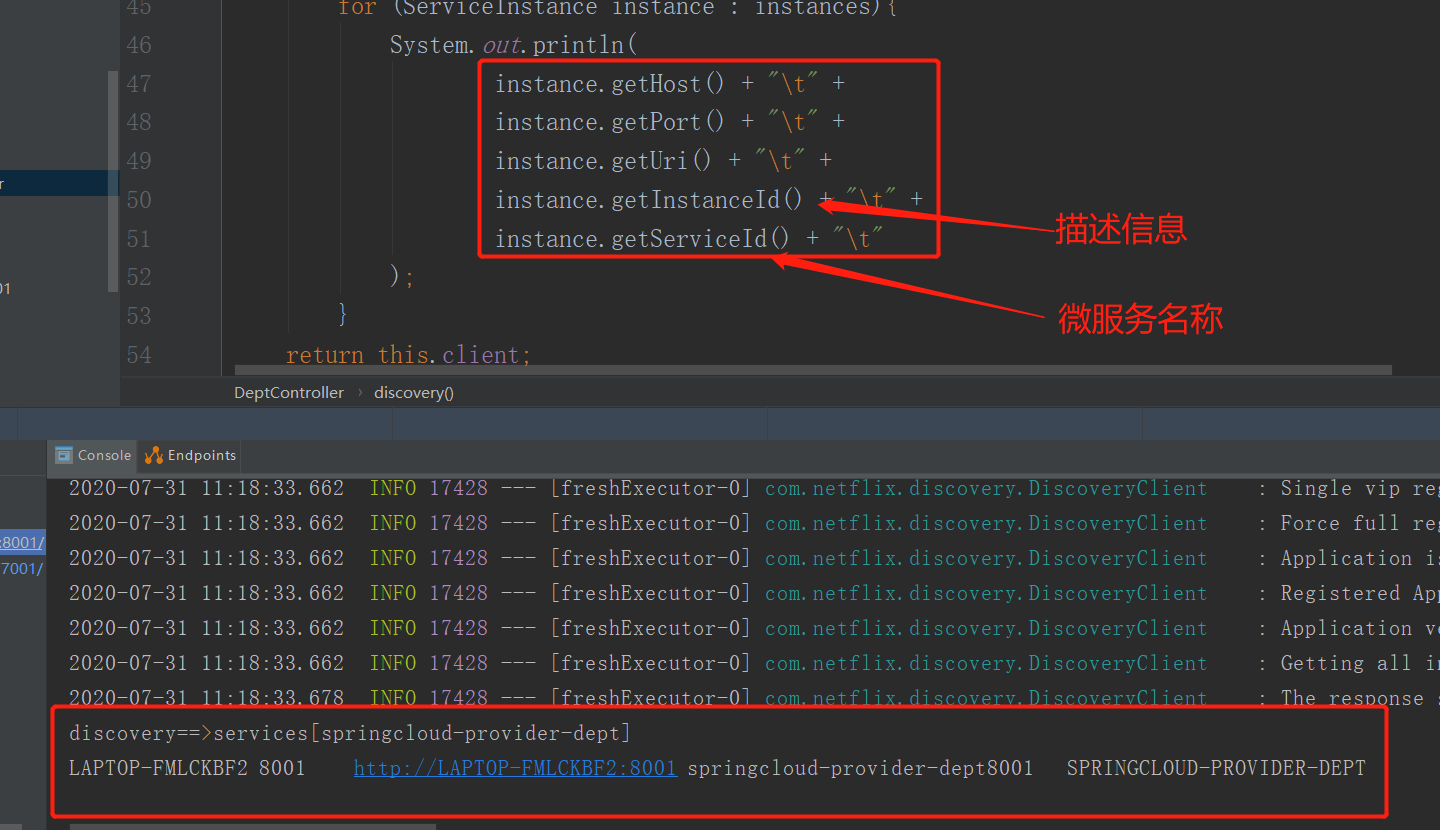 45 for (ServiceInstance instance : instances){
46 System.out.println(
47 instance.getHost() + "\t" +
48 instance.getPort() + "\t" +
49 instance.getUri() + "\t" +
50 instance.getInstanceId() + "\t" +
描述信息
51 instance.getServiceId() + "\t"
52 );
53 }
微服务名称
54 return this.client;
r
01
DeptController › discovery()
Console Endpoints
:8001/
7001/
2020-07-31 11:18:33.662 INFO 17428 --- [freshExecutor-0] com.netflix.discovery.DiscoveryClient : Single vip reg
2020-07-31 11:18:33.662 INFO 17428 --- [freshExecutor-0] com.netflix.discovery.DiscoveryClient : Force full reg
2020-07-31 11:18:33.662 INFO 17428 --- [freshExecutor-0] com.netflix.discovery.DiscoveryClient : Application is
2020-07-31 11:18:33.662 INFO 17428 --- [freshExecutor-0] com.netflix.discovery.DiscoveryClient : Registered App
2020-07-31 11:18:33.662 INFO 17428 --- [freshExecutor-0] com.netflix.discovery.DiscoveryClient : Application ve
2020-07-31 11:18:33.662 INFO 17428 --- [freshExecutor-0] com.netflix.discovery.DiscoveryClient : Getting all in
2020-07-31 11:18:33.678 INFO 17428 --- [freshExecutor-0] com.netflix.discovery.DiscoveryClient : The response s
discovery==>services[springcloud-provider-dept]
LAPTOP-FMLCKBF2 8001 http://LAPTOP-FMLCKBF2:8001 springcloud-provider-dept8001 SPRINGCLOUD-PROVIDER-DEPT